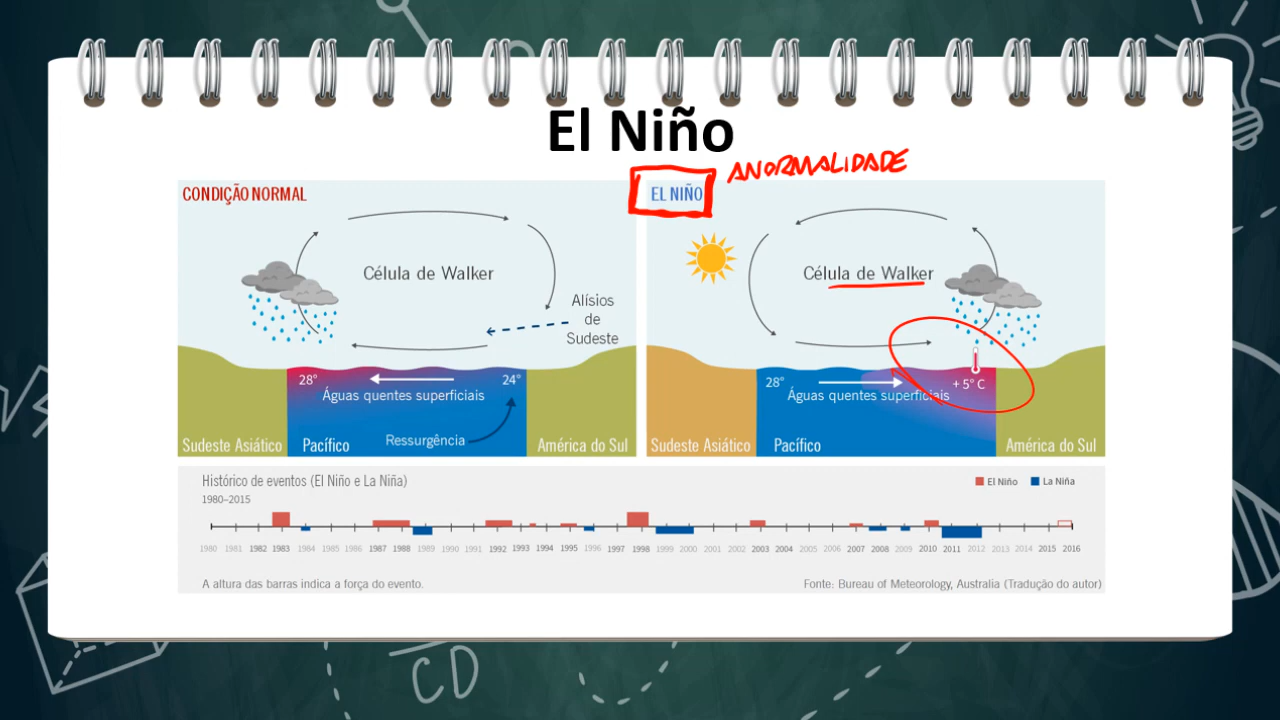 El Niño
ANORMALIDADE
CONDIÇÃO NORMAL
Célula de Walker
Alísios
de
Sudeste
28°
24°
Águas quentes superficiais
Ressurgência
Sudeste Asiático
Pacífico
América do Sul
EL NIÑO
Célula de Walker
28°
+ 5° C
Águas quentes superficiais
Sudeste Asiático
Pacífico
América do Sul
Histórico de eventos (El Niño e La Niña)
1980–2015
El Niño La Niña
1980 1981 1982 1983 1984 1985 1986 1987 1988 1989 1990 1991 1992 1993 1994 1995 1996 1997 1998 1999 2000 2001 2002 2003 2004 2005 2006 2007 2008 2009 2010 2011 2012 2013 2014 2015 2016
A altura das barras indica a força do evento.
Fonte: Bureau of Meteorology, Australia (Tradução do autor)
CD